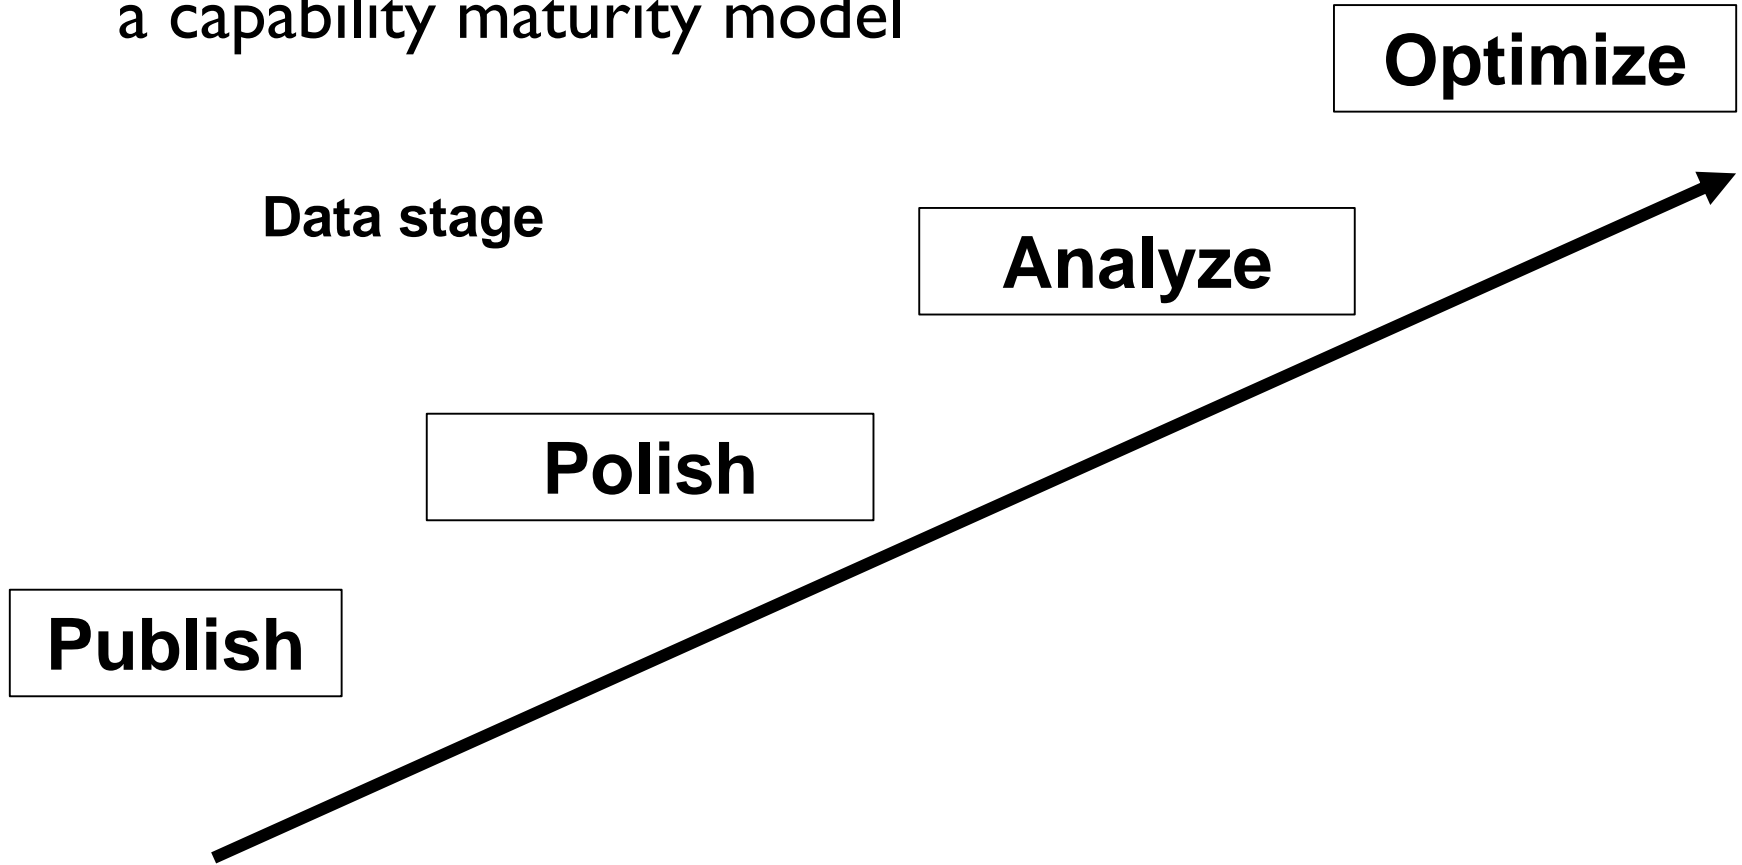 a capability maturity model
Optimize
Data stage
Analyze
Polish
Publish